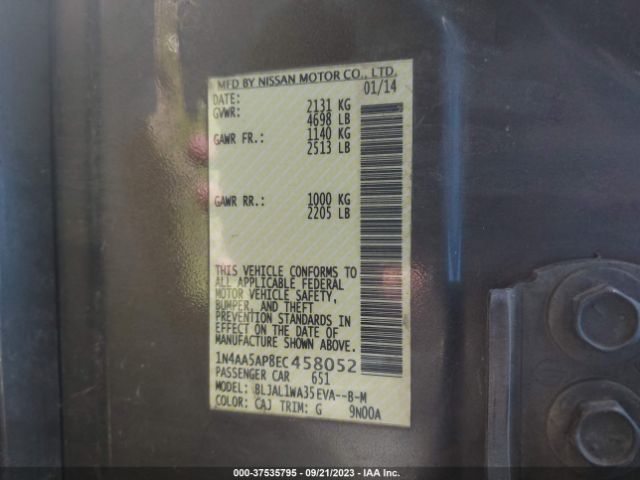 MFD BY NISSAN MOTOR CO., LTD.
DATE: 01/14
GVWR: 2131 KG
4698 LB
GAWR FR.: 1140 KG
2513 LB
GAWR RR.: 1000 KG
2205 LB
THIS VEHICLE CONFORMS TO
ALL APPLICABLE FEDERAL
MOTOR VEHICLE SAFETY,
BUMPER, AND THEFT
PREVENTION STANDARDS IN
EFFECT ON THE DATE OF
MANUFACTURE SHOWN ABOVE.
1N4AA5AP8EC458052
PASSENGER CAR 651
MODEL: BLJAL1WA35EVA--B-M
COLOR: CAJ TRIM: G 9N00A
000-37535795 - 09/21/2023 - IAA Inc.